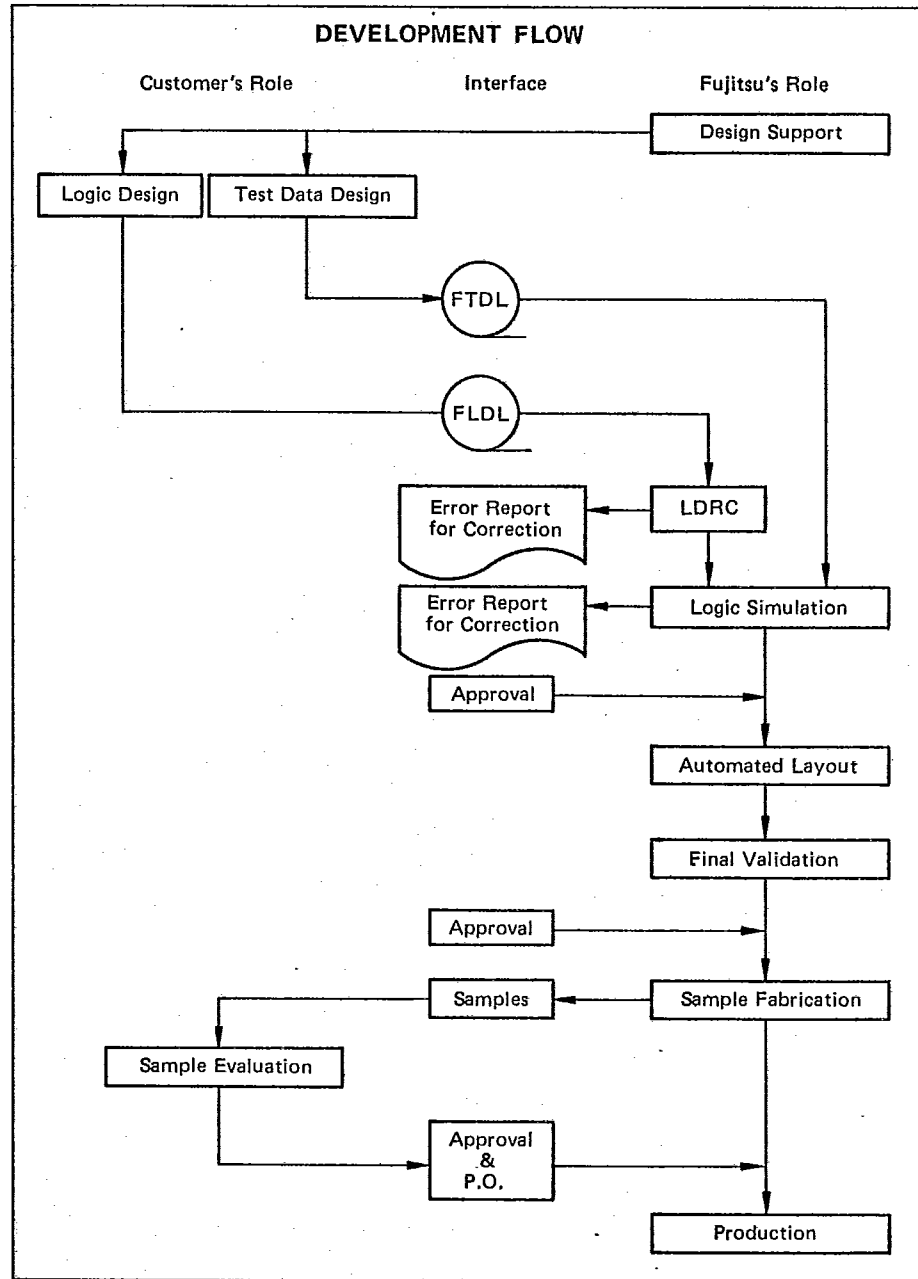 DEVELOPMENT FLOW
Customer's Role
Interface
Fujitsu's Role
Design Support
Logic Design
Test Data Design
FTDL
FLDL
Error Report
for Correction
LDRC
Error Report
for Correction
Logic Simulation
Approval
Automated Layout
Final Validation
Approval
Samples
Sample Fabrication
Sample Evaluation
Approval
&
P.O.
Production